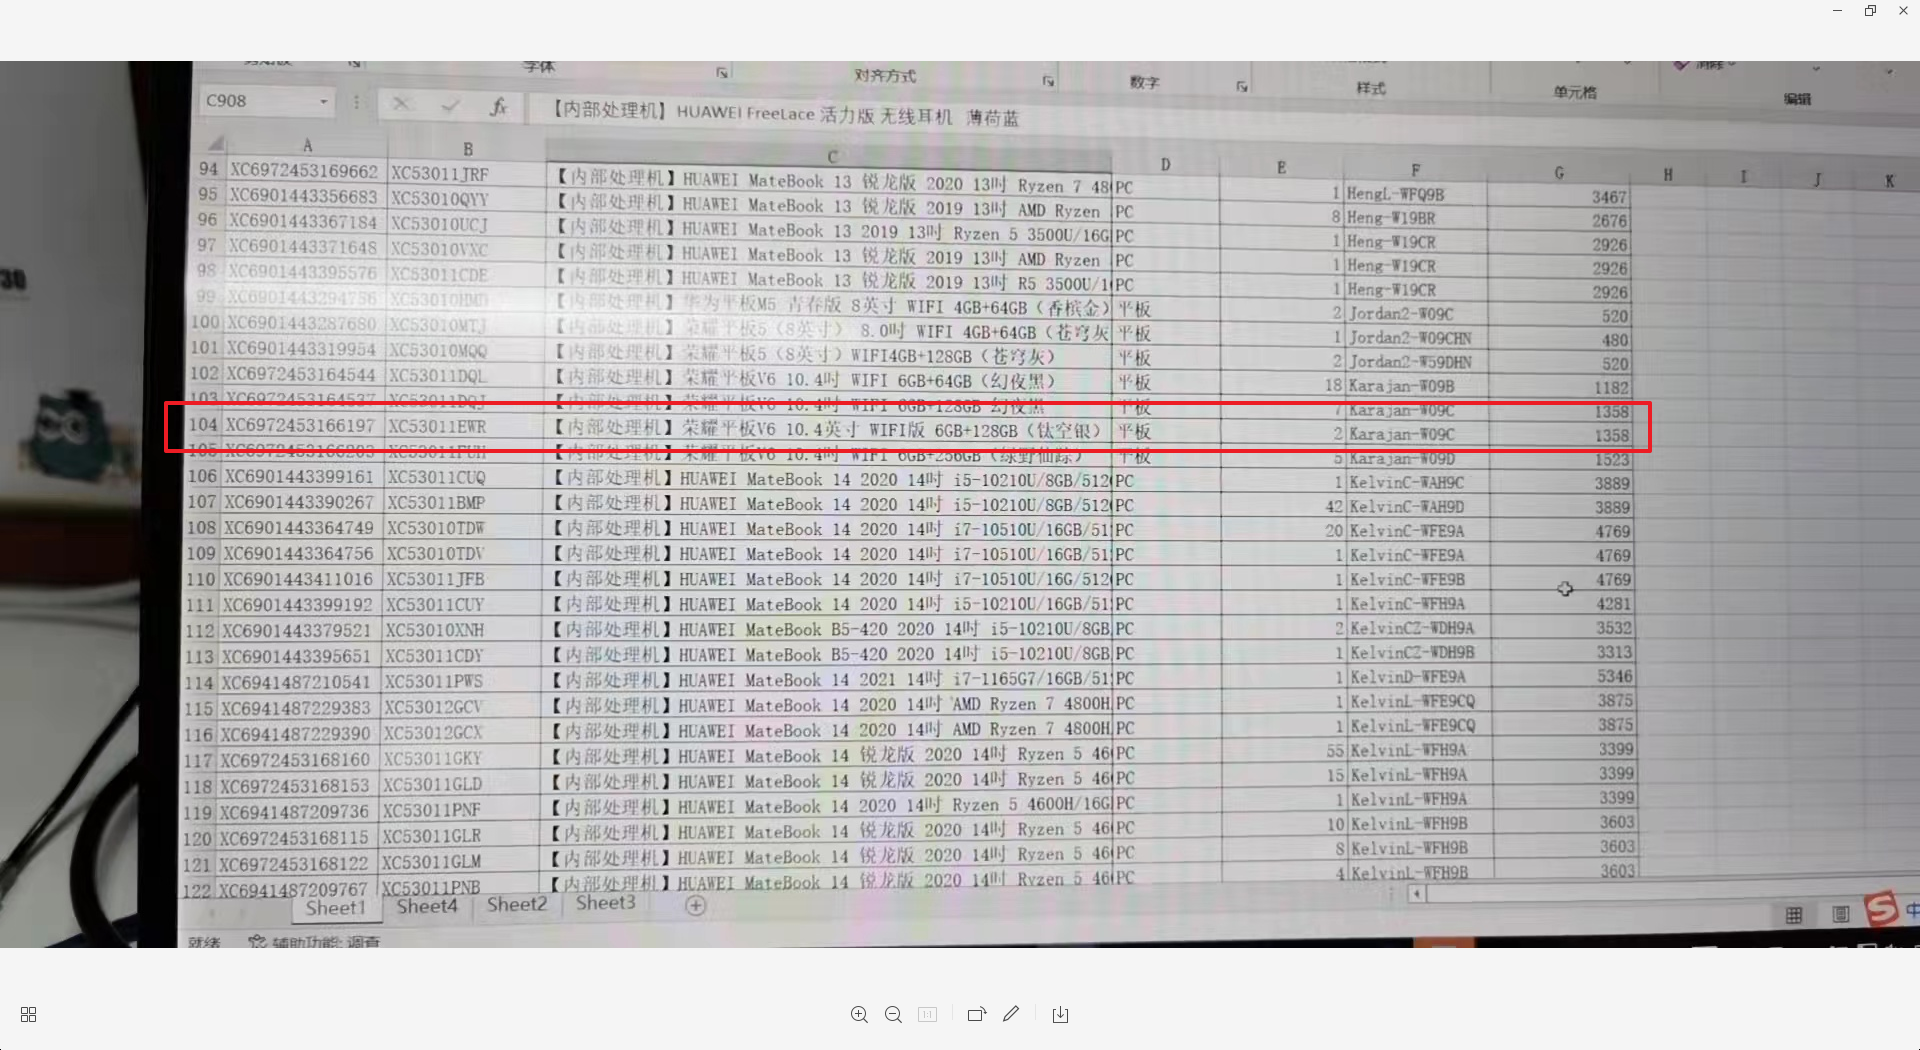 字体
对齐方式
数字
样式
单元格
编辑
C908
fx
【内部处理机】HUAWEI FreeLace 活力版 无线耳机 薄荷蓝
A B C D E F G H I J K
94 XC6972453169662 XC53011JRF 【内部处理机】HUAWEI MateBook 13 锐龙版 2020 13吋 Ryzen 7 48 PC 1 HengL-WFQ9B 3467
95 XC6901443356683 XC53010QYY 【内部处理机】HUAWEI MateBook 13 锐龙版 2019 13吋 AMD Ryzen PC 8 Heng-W19BR 2676
96 XC6901443367184 XC53010UCJ 【内部处理机】HUAWEI MateBook 13 2019 13吋 Ryzen 5 3500U/16G PC 1 Heng-W19CR 2926
97 XC6901443371648 XC53010VXC 【内部处理机】HUAWEI MateBook 13 锐龙版 2019 13吋 AMD Ryzen PC 1 Heng-W19CR 2926
98 XC6901443395576 XC53011CDE 【内部处理机】HUAWEI MateBook 13 锐龙版 2019 13吋 R5 3500U/1 PC 1 Heng-W19CR 2926
99 XC6901443294756 【内部处理机】华为平板M5 青春版 8英寸 WIFI 4GB+64GB（香槟金） 平板 2 Jordan2-W09C 520
100 XC6901443287680 XC53010MTJ 【内部处理机】荣耀平板5（8英寸） 8.0吋 WIFI 4GB+64GB（苍穹灰 平板 1 Jordan2-W09CHN 480
101 XC6901443319954 XC53010MQQ 【内部处理机】荣耀平板5（8英寸）WIFI4GB+128GB（苍穹灰） 平板 2 Jordan2-W59DHN 520
102 XC6972453164544 XC53011DQL 【内部处理机】荣耀平板V6 10.4吋 WIFI 6GB+64GB（幻夜黑） 平板 18 Karajan-W09B 1182
103 XC6972453164537 XC53011DQJ 【内部处理机】荣耀平板V6 10.4吋 WIFI 6GB+128GB 幻夜黑 平板 7 Karajan-W09C 1358
104 XC6972453166197 XC53011EWR 【内部处理机】荣耀平板V6 10.4英寸 WIFI版 6GB+128GB（钛空银） 平板 2 Karajan-W09C 1358
105 【内部处理机】荣耀平板V6 10.4吋 WIFI 6GB+256GB（绿野仙踪） 平板 5 Karajan-W09D 1523
106 XC6901443399161 XC53011CUQ 【内部处理机】HUAWEI MateBook 14 2020 14吋 i5-10210U/8GB/512 PC 1 KelvinC-WAH9C 3889
107 XC6901443390267 XC53011BMP 【内部处理机】HUAWEI MateBook 14 2020 14吋 i5-10210U/8GB/512 PC 42 KelvinC-WAH9D 3889
108 XC6901443364749 XC53010TDW 【内部处理机】HUAWEI MateBook 14 2020 14吋 i7-10510U/16GB/51 PC 20 KelvinC-WFE9A 4769
109 XC6901443364756 XC53010TDV 【内部处理机】HUAWEI MateBook 14 2020 14吋 i7-10510U/16GB/51 PC 1 KelvinC-WFE9A 4769
110 XC6901443411016 XC53011JFB 【内部处理机】HUAWEI MateBook 14 2020 14吋 i7-10510U/16G/512 PC 1 KelvinC-WFE9B 4769
111 XC6901443399192 XC53011CUY 【内部处理机】HUAWEI MateBook 14 2020 14吋 i5-10210U/16GB/51 PC 1 KelvinC-WFH9A 4281
112 XC6901443379521 XC53010XNH 【内部处理机】HUAWEI MateBook B5-420 2020 14吋 i5-10210U/8GB PC 2 KelvinCZ-WDH9A 3532
113 XC6901443395651 XC53011CDY 【内部处理机】HUAWEI MateBook B5-420 2020 14吋 i5-10210U/8GB PC 1 KelvinCZ-WDH9B 3313
114 XC6941487210541 XC53011PWS 【内部处理机】HUAWEI MateBook 14 2021 14吋 i7-1165G7/16GB/51 PC 1 KelvinD-WFE9A 5346
115 XC6941487229383 XC53012GCV 【内部处理机】HUAWEI MateBook 14 2020 14吋 AMD Ryzen 7 4800H PC 1 KelvinL-WFE9CQ 3875
116 XC6941487229390 XC53012GCX 【内部处理机】HUAWEI MateBook 14 2020 14吋 AMD Ryzen 7 4800H PC 1 KelvinL-WFE9CQ 3875
117 XC6972453168160 XC53011GKY 【内部处理机】HUAWEI MateBook 14 锐龙版 2020 14吋 Ryzen 5 46 PC 55 KelvinL-WFH9A 3399
118 XC6972453168153 XC53011GLD 【内部处理机】HUAWEI MateBook 14 锐龙版 2020 14吋 Ryzen 5 46 PC 15 KelvinL-WFH9A 3399
119 XC6941487209736 XC53011PNF 【内部处理机】HUAWEI MateBook 14 2020 14吋 Ryzen 5 4600H/16G PC 1 KelvinL-WFH9A 3399
120 XC6972453168115 XC53011GLR 【内部处理机】HUAWEI MateBook 14 锐龙版 2020 14吋 Ryzen 5 46 PC 10 KelvinL-WFH9B 3603
121 XC6972453168122 XC53011GLM 【内部处理机】HUAWEI MateBook 14 锐龙版 2020 14吋 Ryzen 5 46 PC 8 KelvinL-WFH9B 3603
122 XC6941487209767 XC53011PNB 【内部处理机】HUAWEI MateBook 14 锐龙版 2020 14吋 Ryzen 5 46 PC 4 KelvinL-WFH9B 3603
Sheet1 Sheet4 Sheet2 Sheet3
就绪 辅助功能: 调查
中
30
1:1